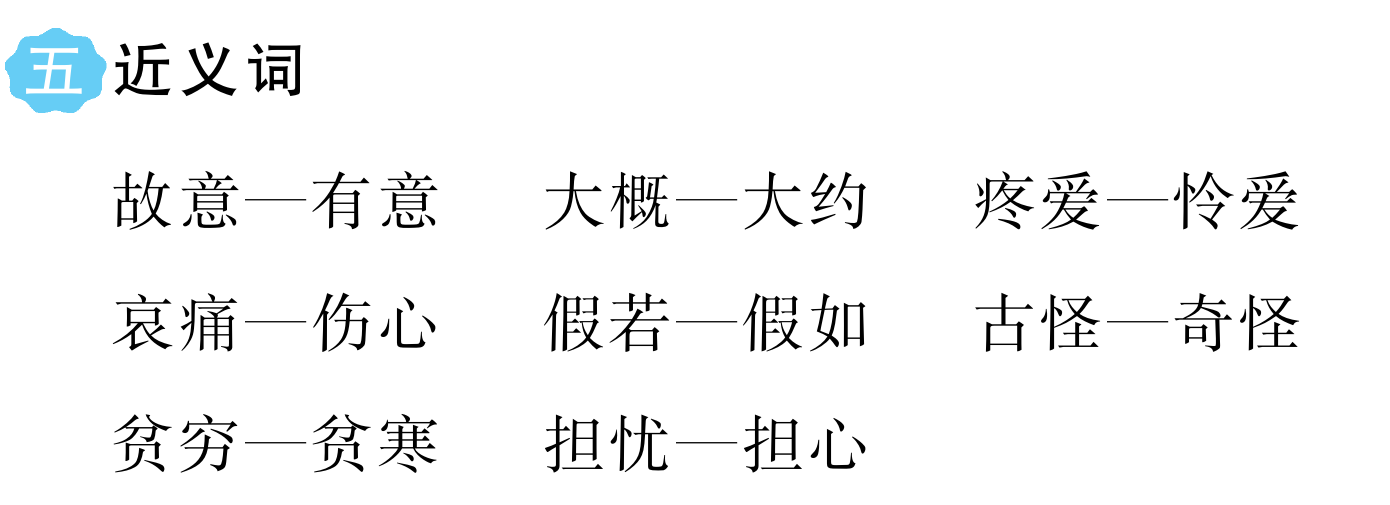 五 近义词
故意—有意 大概—大约 疼爱—怜爱
哀痛—伤心 假若—假如 古怪—奇怪
贫穷—贫寒 担忧—担心